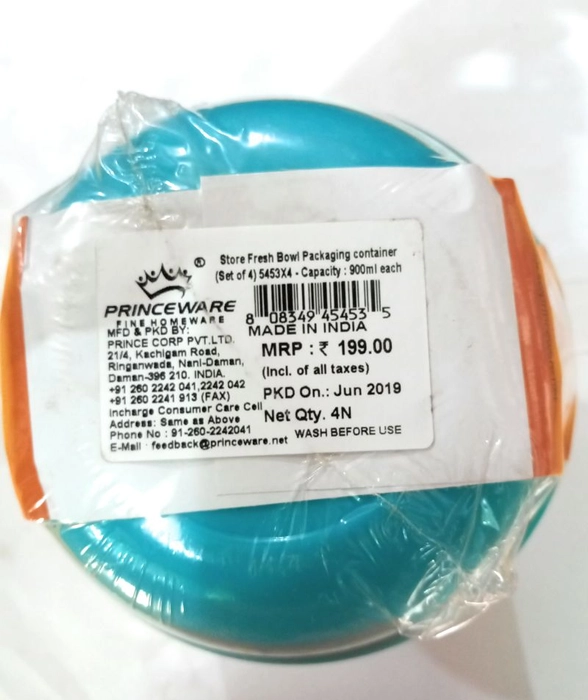 ®
Store Fresh Bowl Packaging container
(Set of 4) 5453X4 - Capacity : 900ml each
PRINCEWARE
FINE HOMEWARE
8 08349 45453 5
MADE IN INDIA
MFD & PKD BY:
PRINCE CORP PVT.LTD.
21/4, Kachigam Road,
Ringanwada, Nani-Daman,
Daman-396 210. INDIA.
+91 260 2242 041,2242 042
+91 260 2241 913 (FAX)
Incharge Consumer Care Cell
Address: Same as Above
Phone No : 91-260-2242041
E-Mail : feedback@princeware.net
MRP : ₹ 199.00
(Incl. of all taxes)
PKD On.: Jun 2019
Net Qty. 4N
WASH BEFORE USE